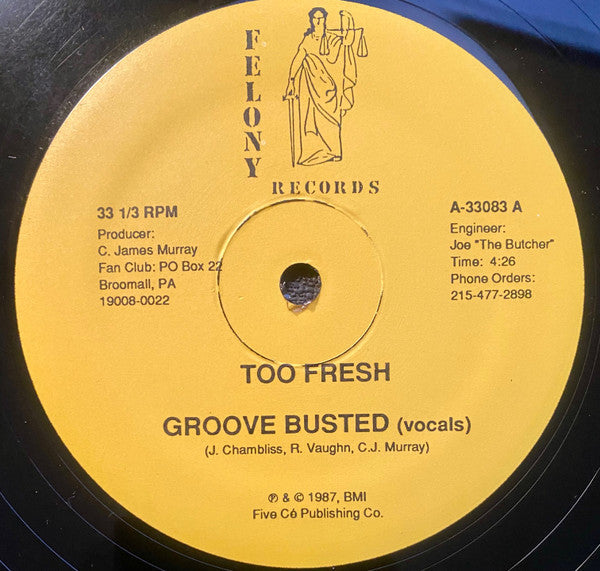 FELONY
RECORDS
33 1/3 RPM
Producer:
C. James Murray
Fan Club: PO Box 22
Broomall, PA
19008-0022
A-33083 A
Engineer:
Joe "The Butcher"
Time: 4:26
Phone Orders:
215-477-2898
TOO FRESH
GROOVE BUSTED (vocals)
(J. Chambliss, R. Vaughn, C.J. Murray)
℗ & © 1987, BMI
Five Cé Publishing Co.